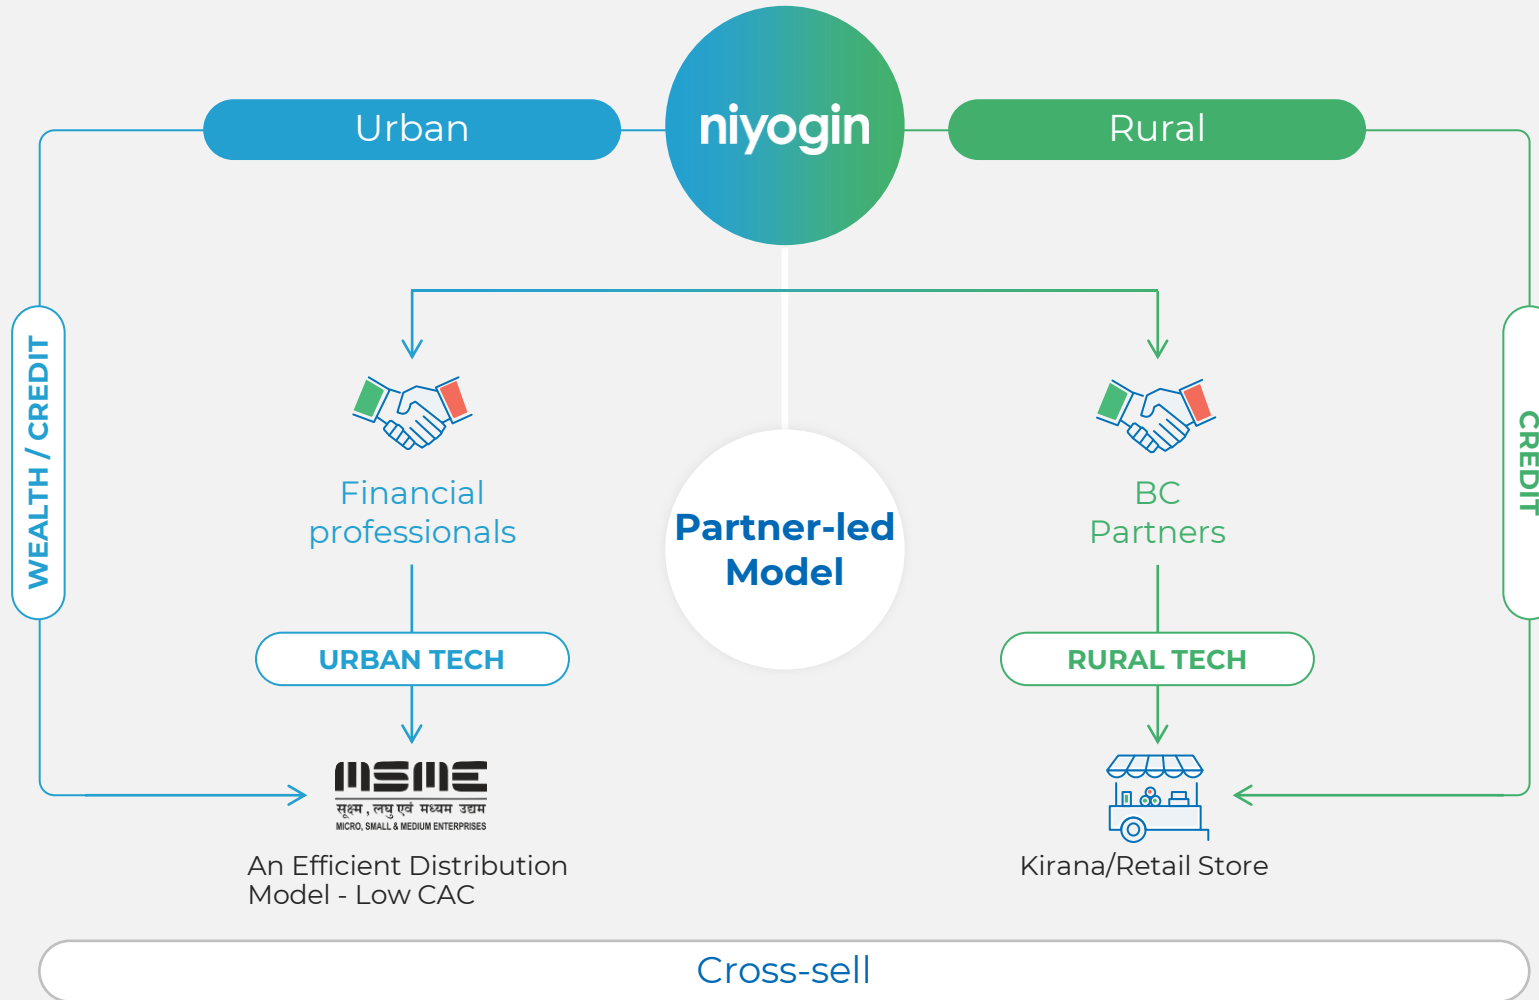 niyogin
Urban
Rural
WEALTH / CREDIT
CREDIT
Financial
professionals
Partner-led
Model
BC
Partners
URBAN TECH
RURAL TECH
MSME
सूक्ष्म, लघु एवं मध्यम उद्यम
MICRO, SMALL & MEDIUM ENTERPRISES
An Efficient Distribution
Model - Low CAC
Kirana/Retail Store
Cross-sell